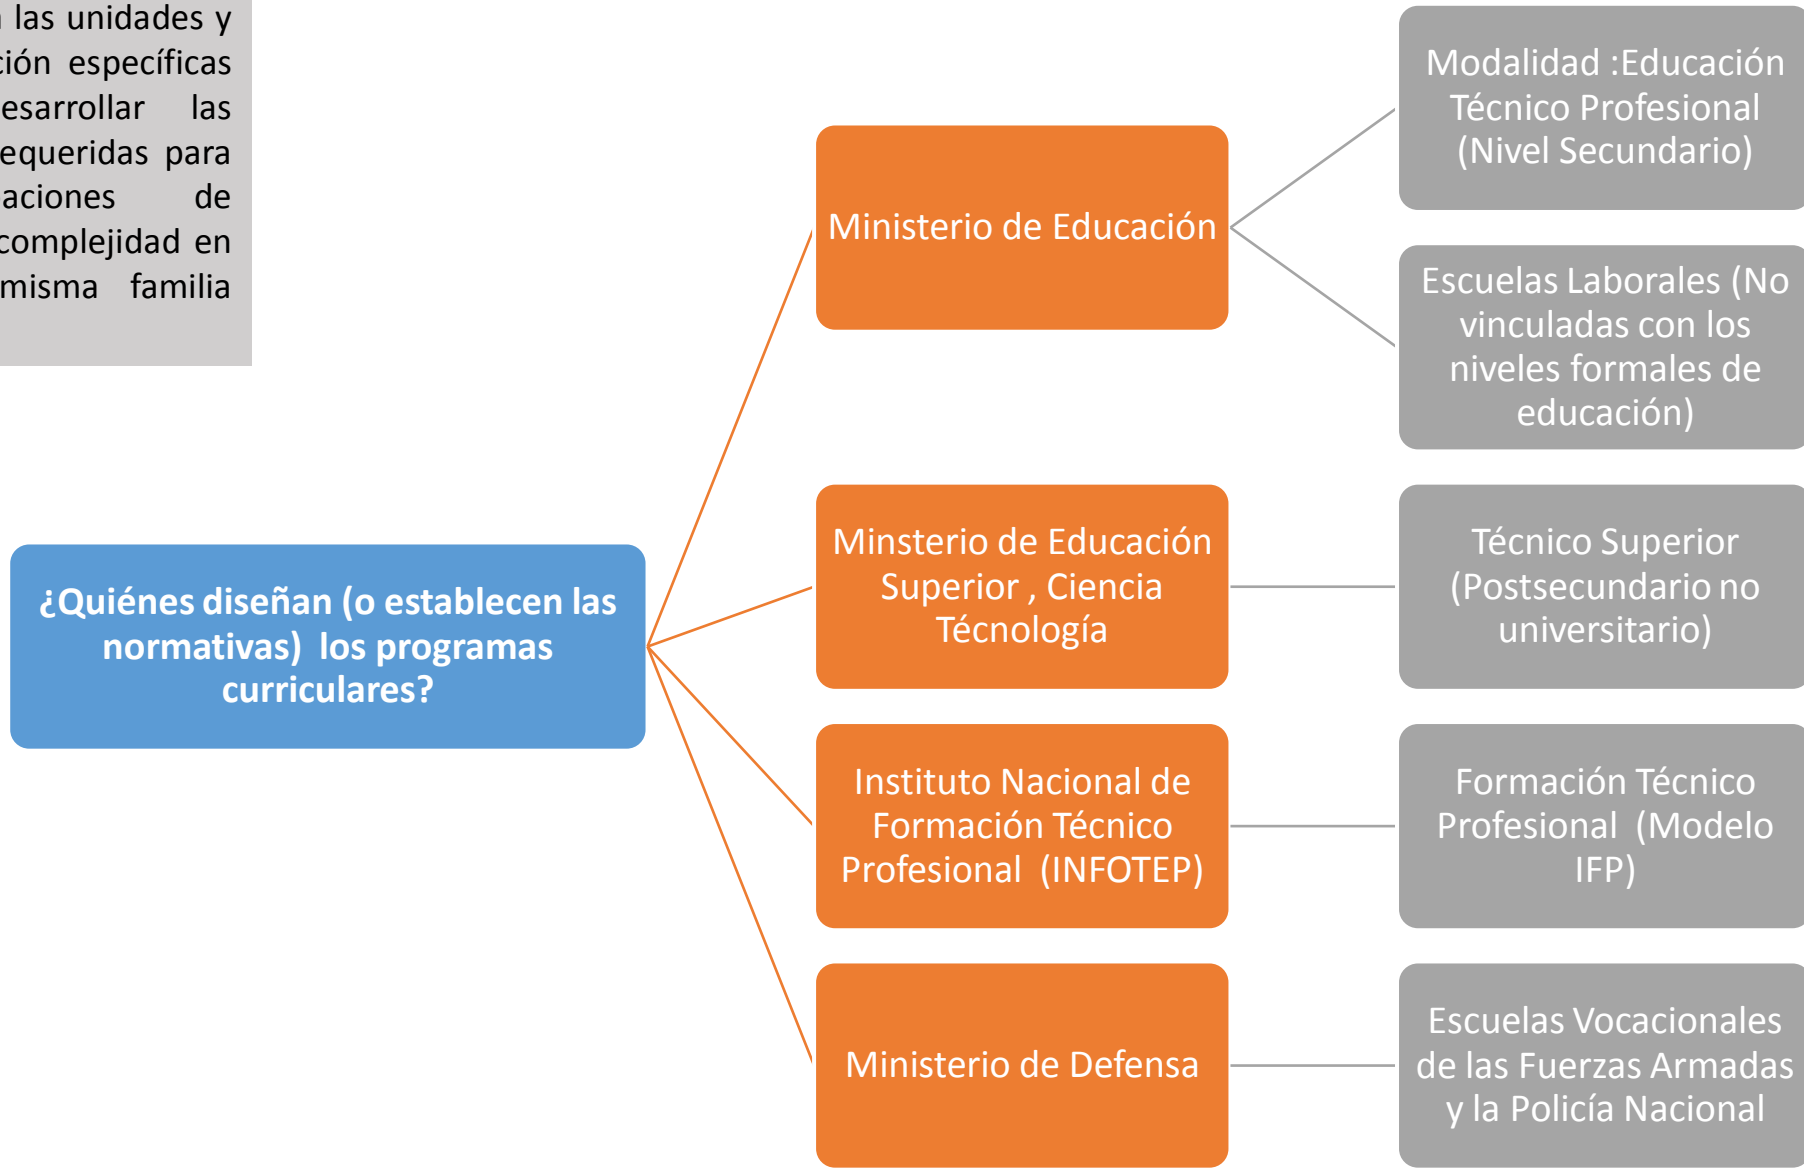 las unidades y
ción específicas
esarrollar las
equeridas para
aciones de
complejidad en
misma familia
Modalidad :Educación
Técnico Profesional
(Nivel Secundario)
Ministerio de Educación
Escuelas Laborales (No
vinculadas con los
niveles formales de
educación)
¿Quiénes diseñan (o establecen las
normativas) los programas
curriculares?
Minsterio de Educación
Superior , Ciencia
Técnología
Técnico Superior
(Postsecundario no
universitario)
Instituto Nacional de
Formación Técnico
Profesional (INFOTEP)
Formación Técnico
Profesional (Modelo
IFP)
Ministerio de Defensa
Escuelas Vocacionales
de las Fuerzas Armadas
y la Policía Nacional